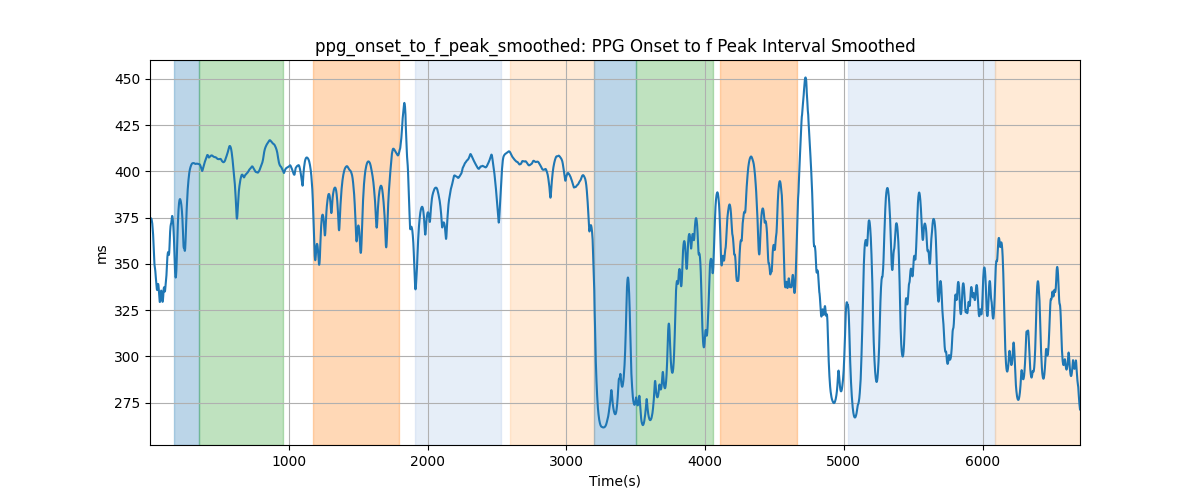 ppg_onset_to_f_peak_smoothed: PPG Onset to f Peak Interval Smoothed
450
425
400
375
350
325
300
275
ms
1000 2000 3000 4000 5000 6000
Time(s)